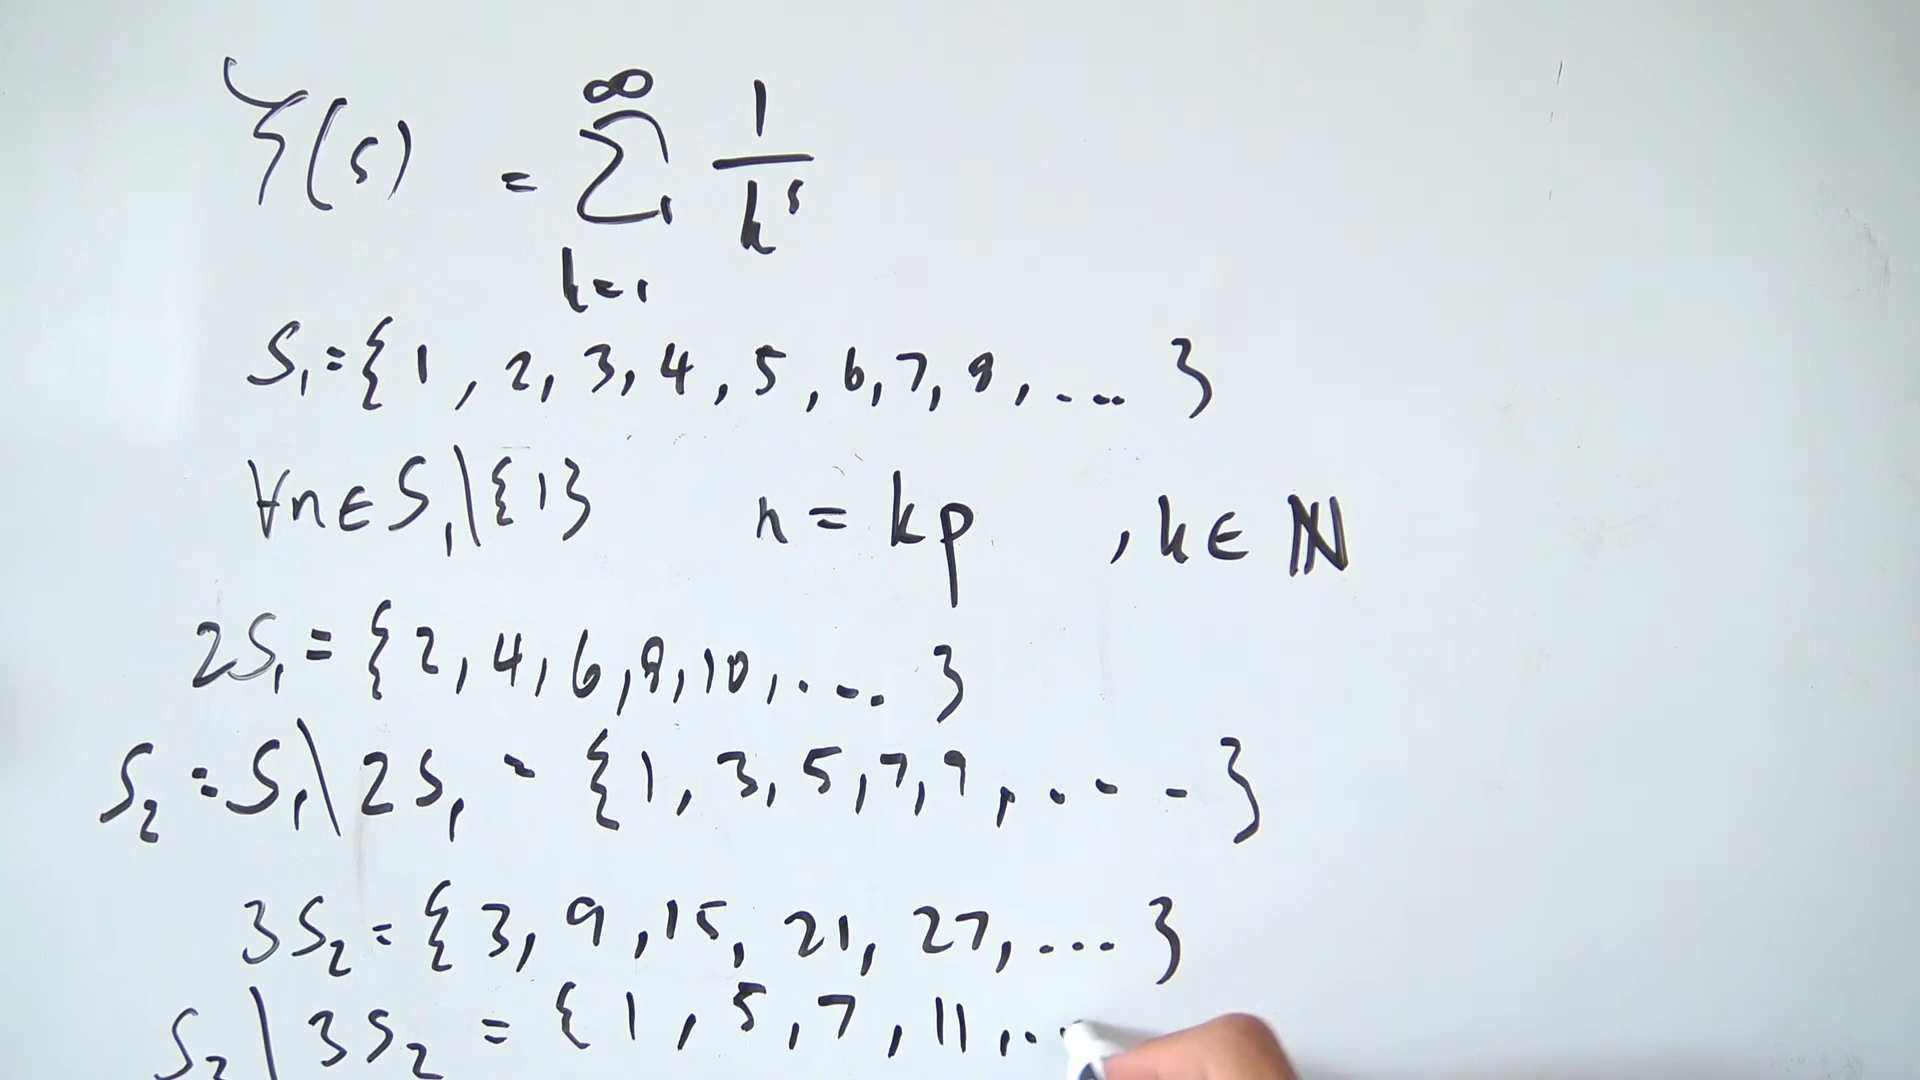 ζ(s) = ∑_{k=1}^{∞} 1/k^s
S₁={1, 2, 3, 4, 5, 6, 7, 8, ... }
∀n∈S₁\{1} n = kp , k∈ℕ
2S₁ = {2, 4, 6, 8, 10, .... }
S₂ = S₁\2S₁ = {1, 3, 5, 7, 9, .... }
3S₂ = {3, 9, 15, 21, 27, .... }
S₂\3S₂ = {1, 5, 7, 11, ..